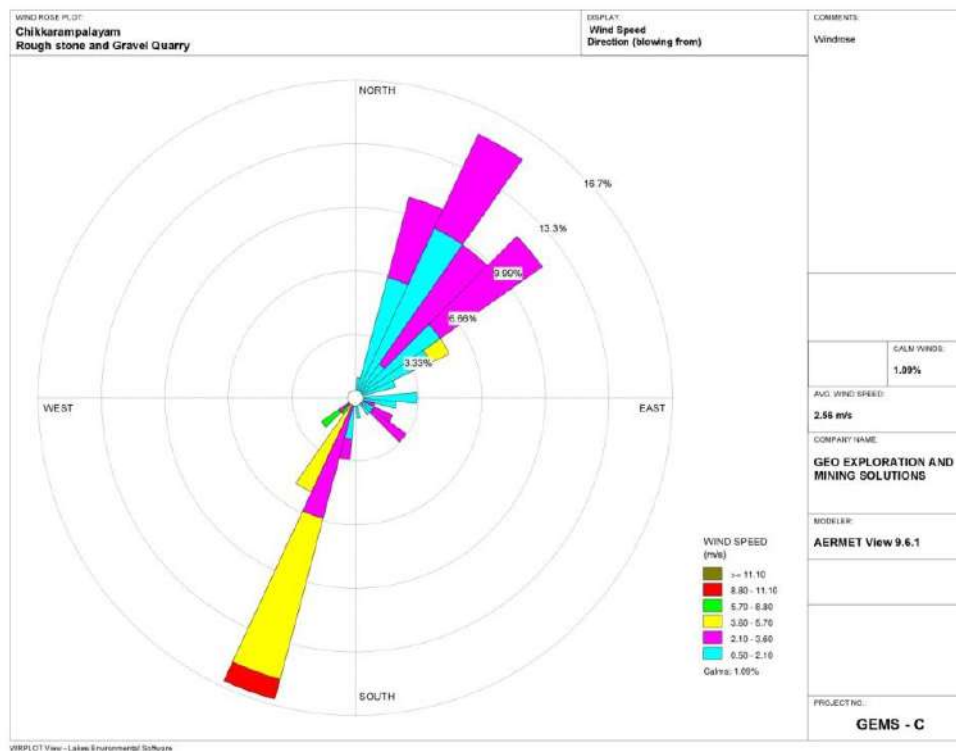 WIND ROSE PLOT:
Chikkarampalayam
Rough stone and Gravel Quarry
DISPLAY:
Wind Speed
Direction (blowing from)
COMMENTS:
Windrose
NORTH
16.7%
13.3%
9.99%
6.66%
3.33%
WEST
EAST
SOUTH
WIND SPEED
(m/s)
>= 11.10
8.80 - 11.10
5.70 - 8.80
3.60 - 5.70
2.10 - 3.60
0.50 - 2.10
Calms: 1.09%
CALM WINDS:
1.09%
AVG. WIND SPEED:
2.56 m/s
COMPANY NAME:
GEO EXPLORATION AND
MINING SOLUTIONS
MODELER:
AERMET View 9.6.1
PROJECT NO.:
GEMS - C
WRPLOT View - Lakes Environmental Software